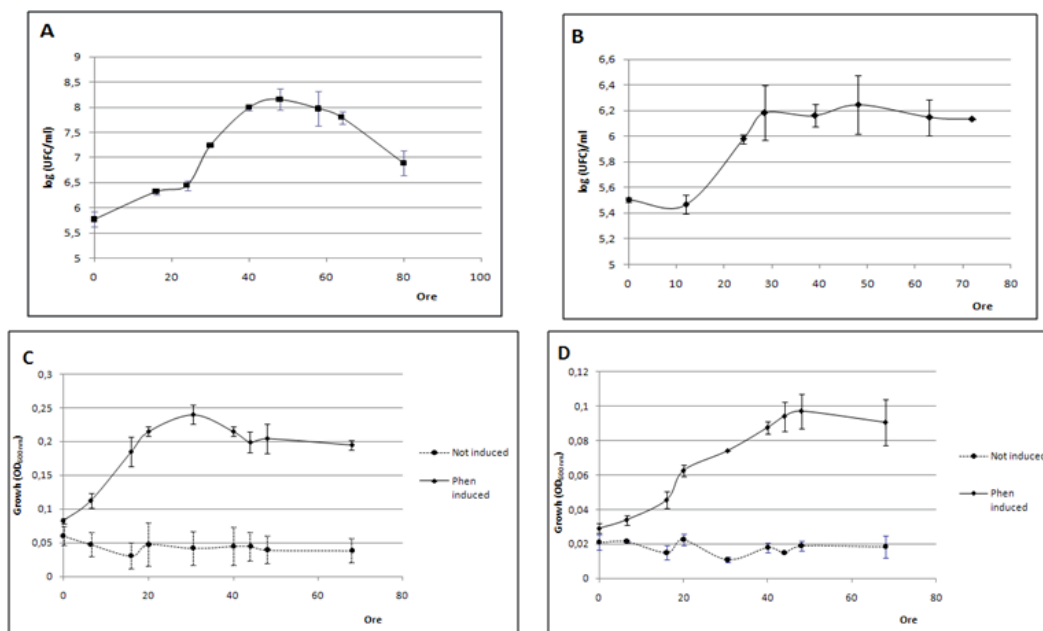 A
log (UFC)/ml
9
8,5
8
7,5
7
6,5
6
5,5
5
0 20 40 60 80 100
Ore
B
log (UFC)/ml
6,6
6,4
6,2
6
5,8
5,6
5,4
5,2
5
0 10 20 30 40 50 60 70 80
Ore
C
Growh (OD600 nm)
0,3
0,25
0,2
0,15
0,1
0,05
0
0 20 40 60 80
Ore
Not induced
Phen
induced
D
Growh (OD600 nm)
0,12
0,1
0,08
0,06
0,04
0,02
0
0 20 40 60 80
Ore
Not induced
Phen
induced